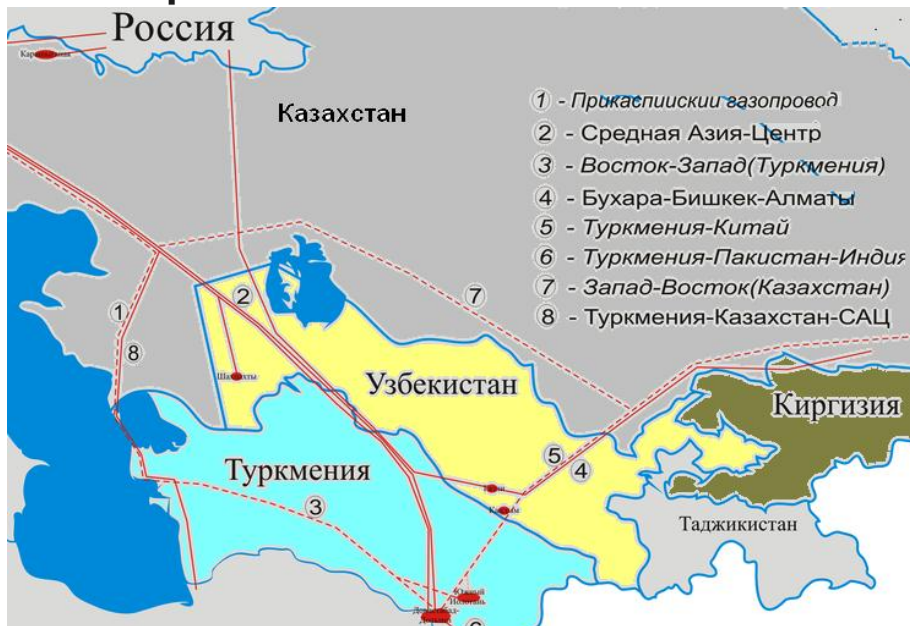 Россия
Казахстан
① - Прикаспииский газопровод
② - Средная Азия-Центр
③ - Восток-Запад(Туркмения)
④ - Бухара-Бишкек-Алматы
⑤ - Туркмения-Китай
⑥ - Туркмения-Пакистан-Индия
⑦ - Запад-Восток(Казахстан)
⑧ - Туркмения-Казахстан-САЦ
②
⑦
①
⑧
Узбекистан
Киргизия
⑤
④
Туркмения
③
Таджикистан
Южный